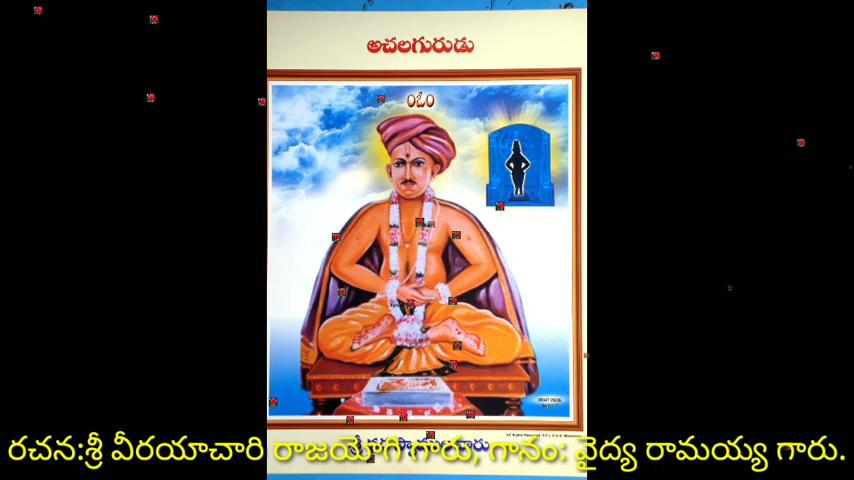 అచలగురుడు
ఓం
రచన:శ్రీ వీరయాచారి రాజయోగి గారు, గానం: వైద్య రామయ్య గారు.